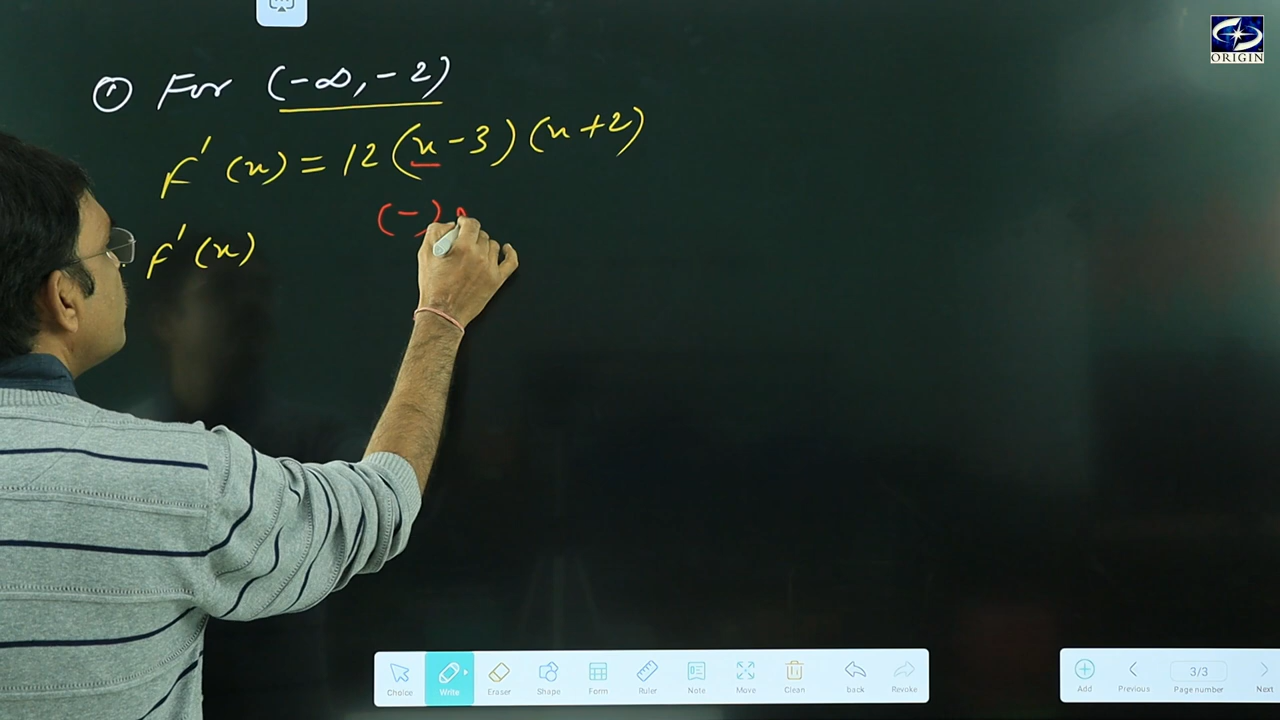 ① For (-∞, -2)
f'(x) = 12 (x-3) (x+2)
(-)
f'(x)
ORIGIN
Choice Write Eraser Shape Form Ruler Note Move Clean back Revoke
Add Previous 3/3 Page number Next